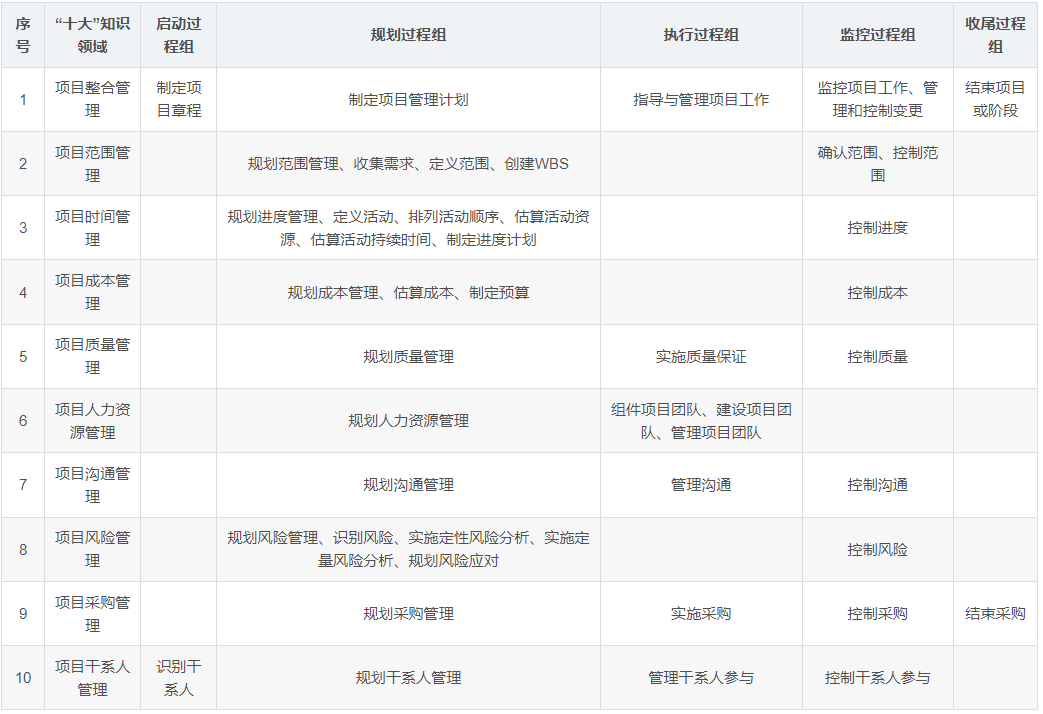 序号
“十大”知识领域
启动过程组
规划过程组
执行过程组
监控过程组
收尾过程组
1
项目整合管理
制定项目章程
制定项目管理计划
指导与管理项目工作
监控项目工作、管理和控制变更
结束项目或阶段
2
项目范围管理
规划范围管理、收集需求、定义范围、创建WBS
确认范围、控制范围
3
项目时间管理
规划进度管理、定义活动、排列活动顺序、估算活动资源、估算活动持续时间、制定进度计划
控制进度
4
项目成本管理
规划成本管理、估算成本、制定预算
控制成本
5
项目质量管理
规划质量管理
实施质量保证
控制质量
6
项目人力资源管理
规划人力资源管理
组件项目团队、建设项目团队、管理项目团队
7
项目沟通管理
规划沟通管理
管理沟通
控制沟通
8
项目风险管理
规划风险管理、识别风险、实施定性风险分析、实施定量风险分析、规划风险应对
控制风险
9
项目采购管理
规划采购管理
实施采购
控制采购
结束采购
10
项目干系人管理
识别干系人
规划干系人管理
管理干系人参与
控制干系人参与